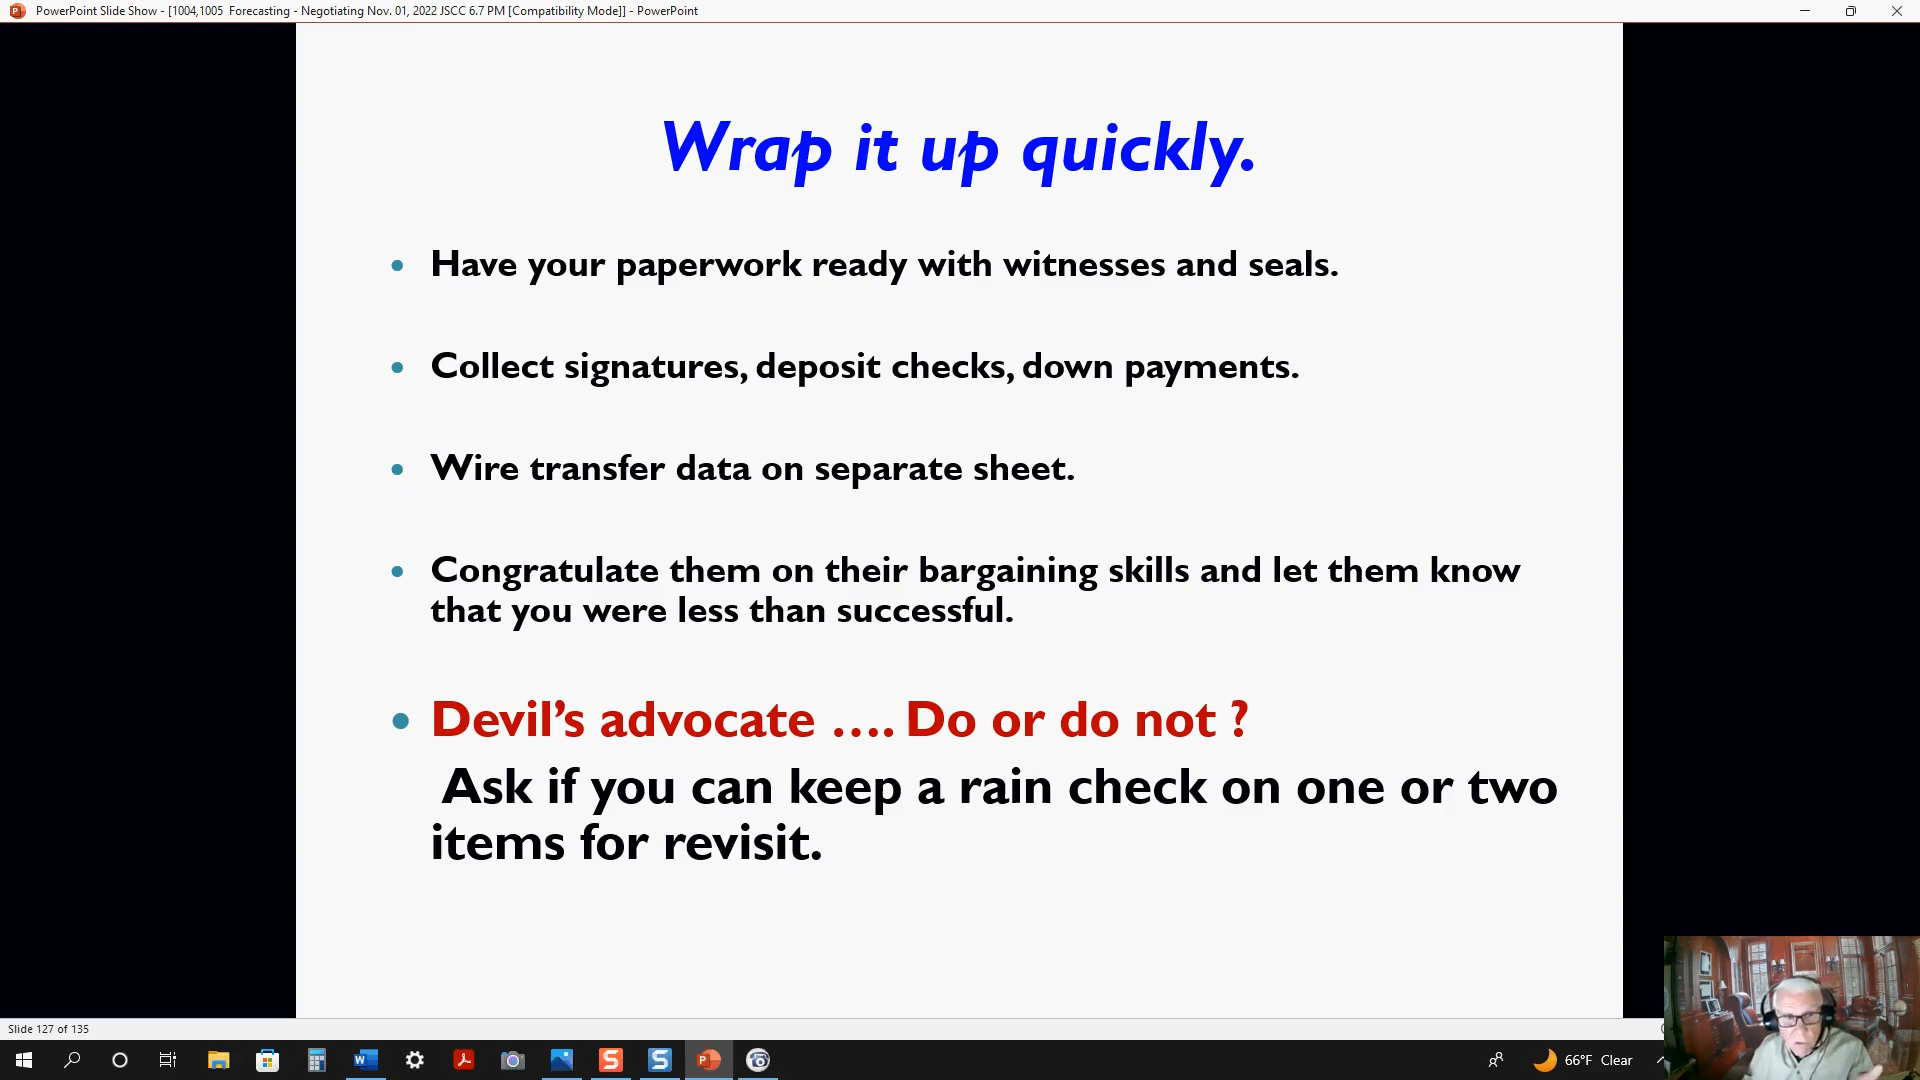 PowerPoint Slide Show - [1004,1005  Forecasting - Negotiating Nov. 01, 2022 JSCC 6.7 PM [Compatibility Mode]] - PowerPoint
Wrap it up quickly.
• Have your paperwork ready with witnesses and seals.
• Collect signatures, deposit checks, down payments.
• Wire transfer data on separate sheet.
• Congratulate them on their bargaining skills and let them know
that you were less than successful.
• Devil’s advocate …. Do or do not ?
Ask if you can keep a rain check on one or two
items for revisit.
Slide 127 of 135
66°F Clear